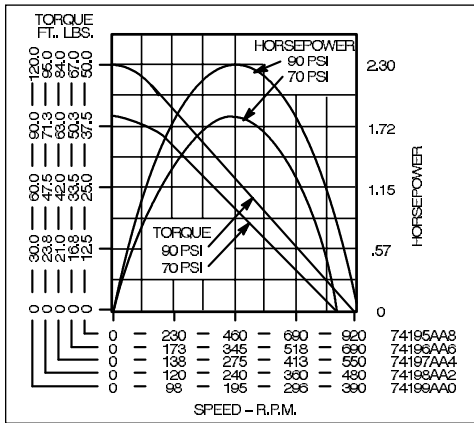 TORQUE
FT.. LBS.
120.0 95.0 84.0 67.0 50.0
90.0 71.3 63.0 50.3 37.5
60.0 47.5 42.0 33.5 25.0
30.0 23.8 21.0 16.8 12.5
0 0 0 0 0
HORSEPOWER
90 PSI
70 PSI
TORQUE
90 PSI
70 PSI
2.30
1.72
1.15
.57
0
HORSEPOWER
0 – 230 – 460 – 690 – 920 74195AA8
0 – 173 – 345 – 518 – 690 74196AA6
0 – 138 – 275 – 413 – 550 74197AA4
0 – 120 – 240 – 360 – 480 74198AA2
0 – 98 – 195 – 296 – 390 74199AA0
SPEED – R.P.M.